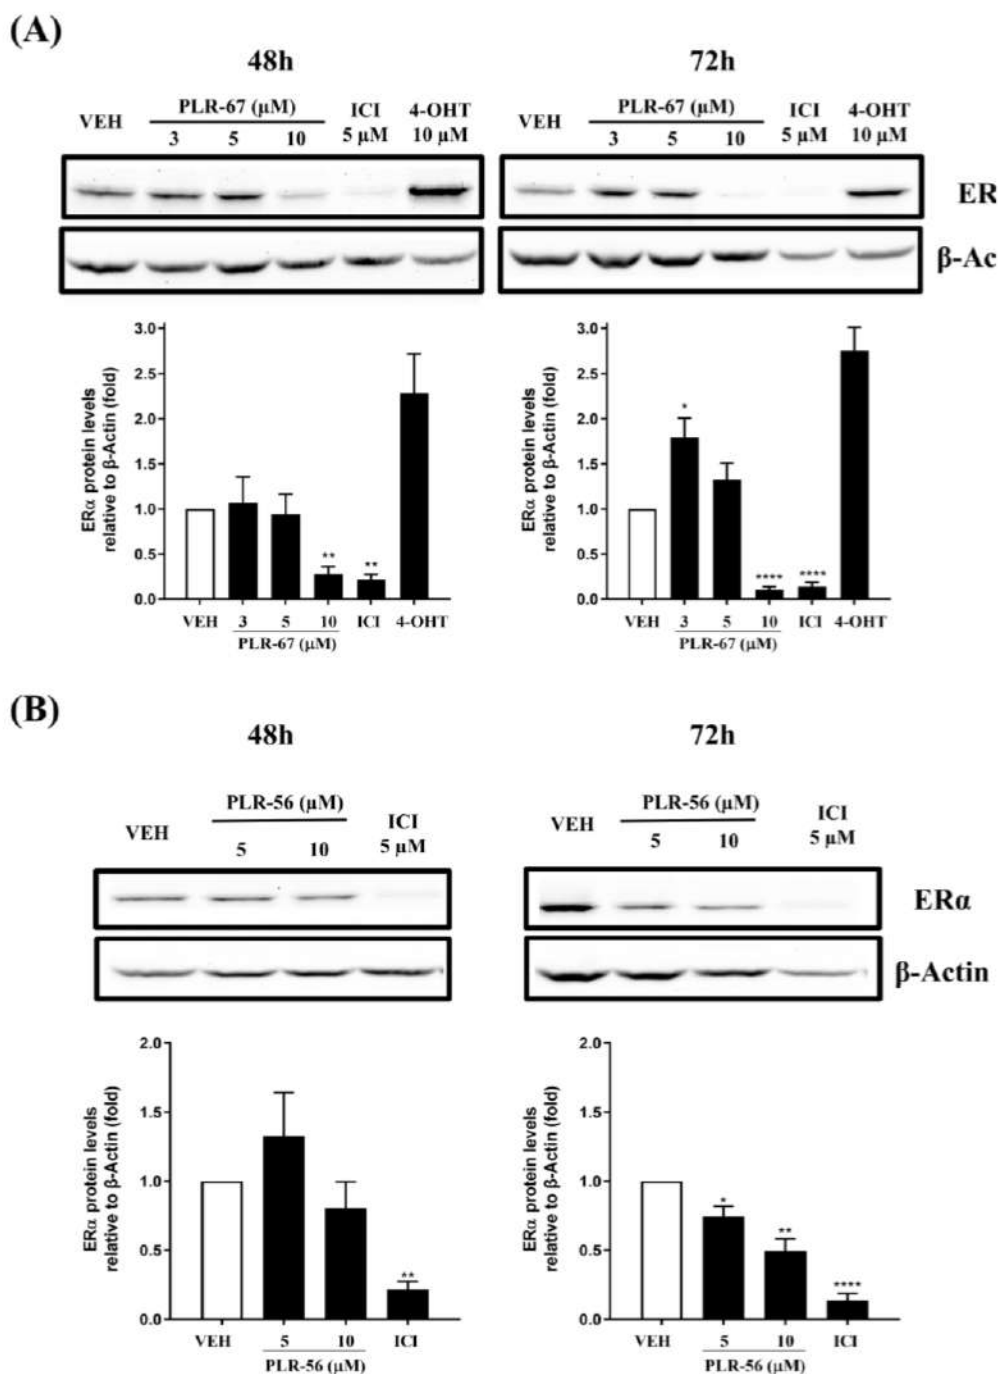 (A)
48h
72h
VEH
PLR-67 (µM)
3 5 10
ICI
5 µM
4-OHT
10 µM
VEH
PLR-67 (µM)
3 5 10
ICI
5 µM
4-OHT
10 µM
ER
β-Ac
ERα protein levels
relative to β-Actin (fold)
3.0
2.5
2.0
1.5
1.0
0.5
0.0
** **
VEH 3 5 10 ICI 4-OHT
PLR-67 (µM)
ERα protein levels
relative to β-Actin (fold)
3.0
2.5
2.0
1.5
1.0
0.5
0.0
*
**** ****
VEH 3 5 10 ICI 4-OHT
PLR-67 (µM)
(B)
48h
72h
VEH
PLR-56 (µM)
5 10
ICI
5 µM
VEH
PLR-56 (µM)
5 10
ICI
5 µM
ERα
β-Actin
ERα protein levels
relative to β-Actin (fold)
2.0
1.5
1.0
0.5
0.0
**
VEH 5 10 ICI
PLR-56 (µM)
ERα protein levels
relative to β-Actin (fold)
2.0
1.5
1.0
0.5
0.0
*
**
****
VEH 5 10 ICI
PLR-56 (µM)